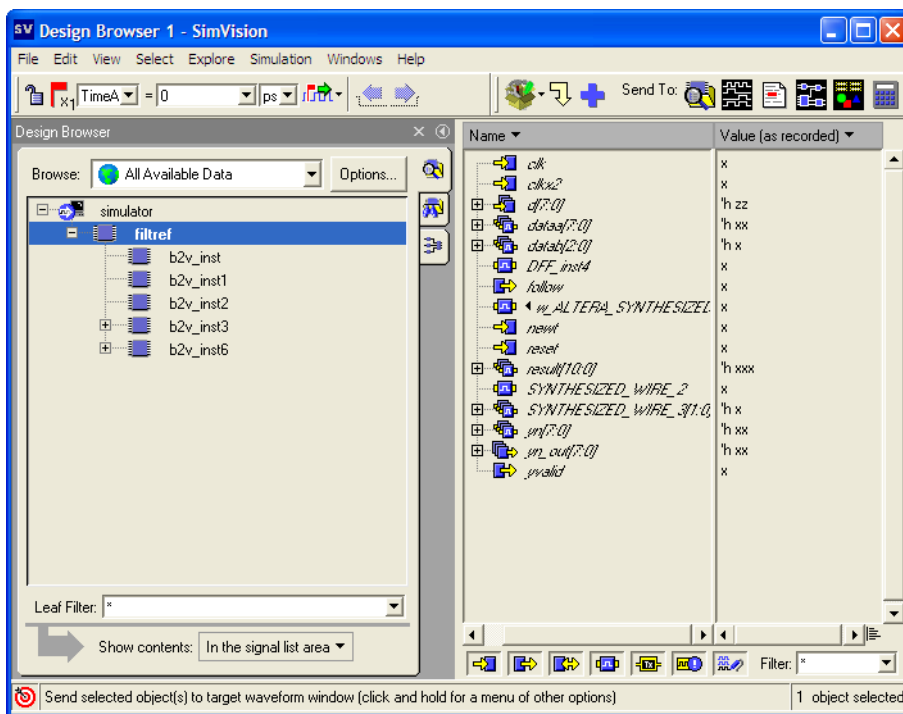 SV Design Browser 1 - SimVision
File Edit View Select Explore Simulation Windows Help
X1 TimeA = 0 ps Send To:
Design Browser
Browse: All Available Data Options...
simulator
filtref
b2v_inst
b2v_inst1
b2v_inst2
b2v_inst3
b2v_inst6
Leaf Filter: *
Show contents: In the signal list area
Name Value (as recorded)
clk x
clkx2 x
d[7:0] 'h zz
dataa[7:0] 'h xx
datab[2:0] 'h x
DFF_inst4 x
follow x
w_ALTERA_SYNTHESIZED x
newt x
reset x
result[10:0] 'h xxx
SYNTHESIZED_WIRE_2 x
SYNTHESIZED_WIRE_3[1:0 'h x
yn[7:0] 'h xx
yn_out[7:0] 'h xx
yvalid x
Filter: *
Send selected object(s) to target waveform window (click and hold for a menu of other options) 1 object selected